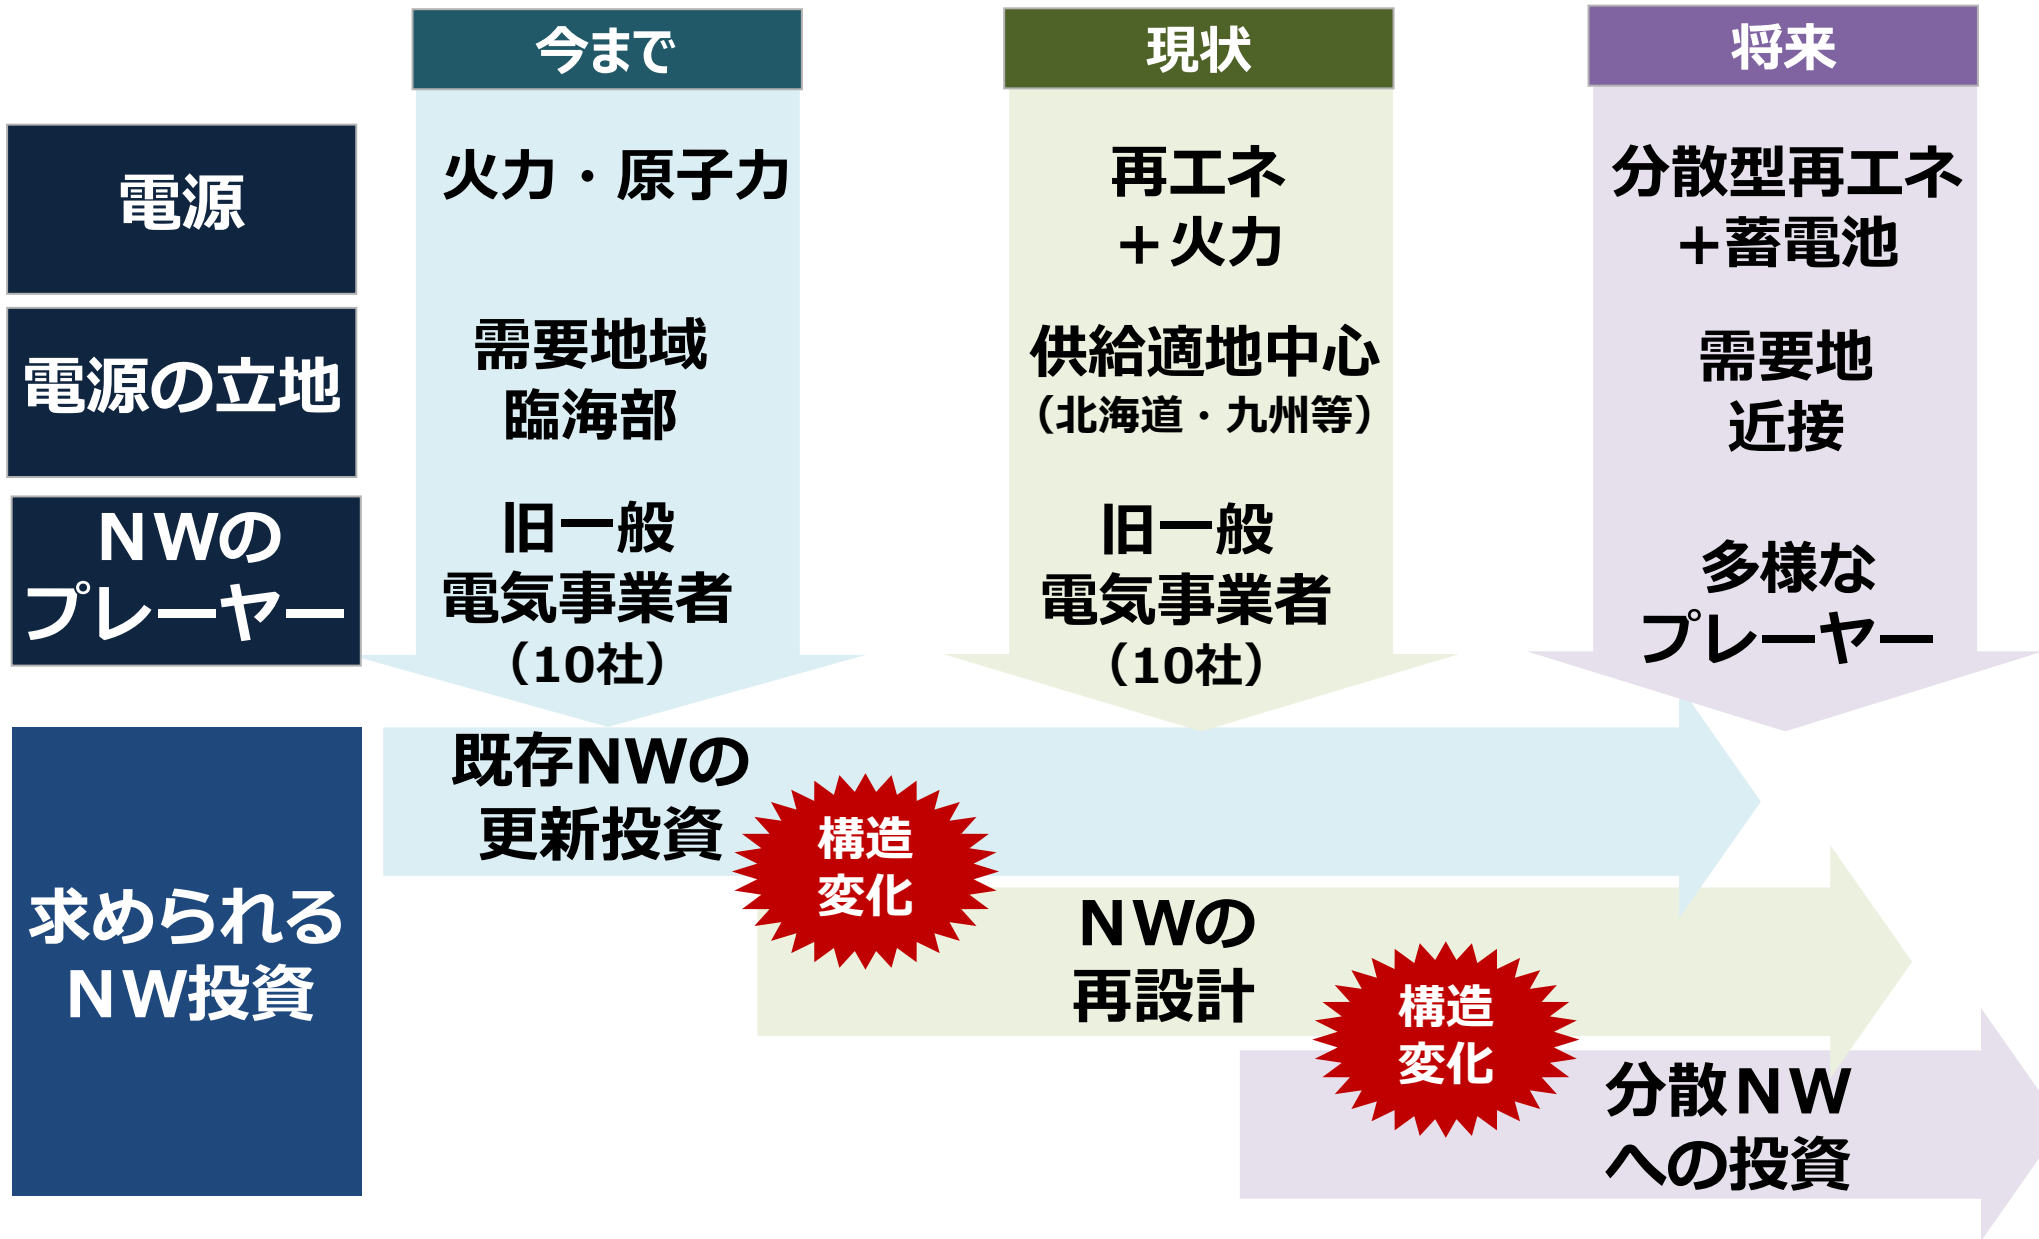 今まで
現状
将来
電源
火力・原子力
再エネ
+火力
分散型再エネ
+蓄電池
電源の立地
需要地域
臨海部
供給適地中心
（北海道・九州等）
需要地
近接
ＮＷの
プレーヤー
旧一般
電気事業者
（10社）
旧一般
電気事業者
（10社）
多様な
プレーヤー
求められる
ＮＷ投資
既存NWの
更新投資
構造
変化
ＮＷの
再設計
構造
変化
分散ＮＷ
への投資